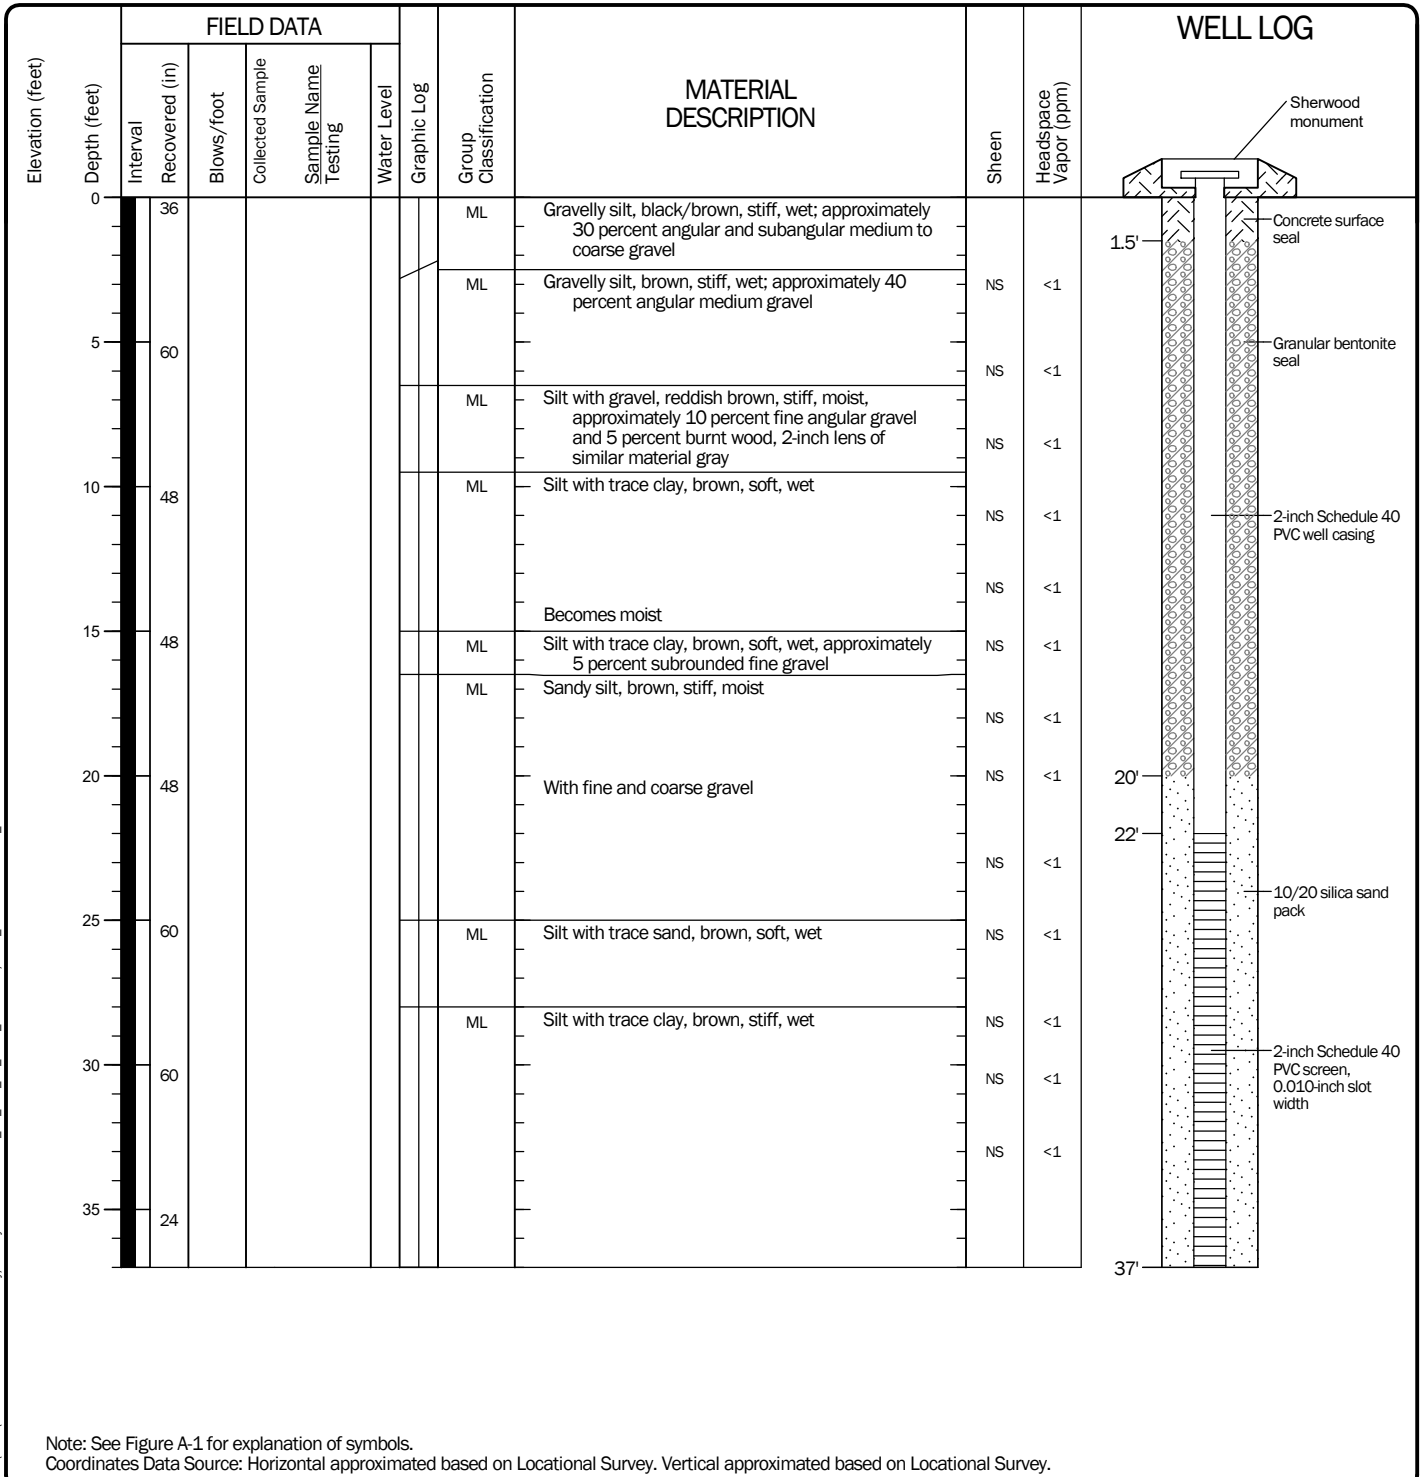 FIELD DATA
WELL LOG
Elevation (feet)
Depth (feet)
Interval
Recovered (in)
Blows/foot
Collected Sample
Sample Name
Testing
Water Level
Graphic Log
Group
Classification
MATERIAL
DESCRIPTION
Sheen
Headspace
Vapor (ppm)
Sherwood
monument
0
36
ML
Gravelly silt, black/brown, stiff, wet; approximately
30 percent angular and subangular medium to
coarse gravel
Concrete surface
seal
1.5'
ML
Gravelly silt, brown, stiff, wet; approximately 40
percent angular medium gravel
NS
<1
5
60
Granular bentonite
seal
NS
<1
ML
Silt with gravel, reddish brown, stiff, moist,
approximately 10 percent fine angular gravel
and 5 percent burnt wood, 2-inch lens of
similar material gray
NS
<1
10
48
ML
Silt with trace clay, brown, soft, wet
NS
<1
2-inch Schedule 40
PVC well casing
NS
<1
Becomes moist
15
48
ML
Silt with trace clay, brown, soft, wet, approximately
5 percent subrounded fine gravel
NS
<1
ML
Sandy silt, brown, stiff, moist
NS
<1
20
48
With fine and coarse gravel
NS
<1
20'
22'
NS
<1
10/20 silica sand
pack
25
60
ML
Silt with trace sand, brown, soft, wet
NS
<1
ML
Silt with trace clay, brown, stiff, wet
NS
<1
30
60
NS
<1
2-inch Schedule 40
PVC screen,
0.010-inch slot
width
NS
<1
35
24
37'
Note: See Figure A-1 for explanation of symbols.
Coordinates Data Source: Horizontal approximated based on Locational Survey. Vertical approximated based on Locational Survey.